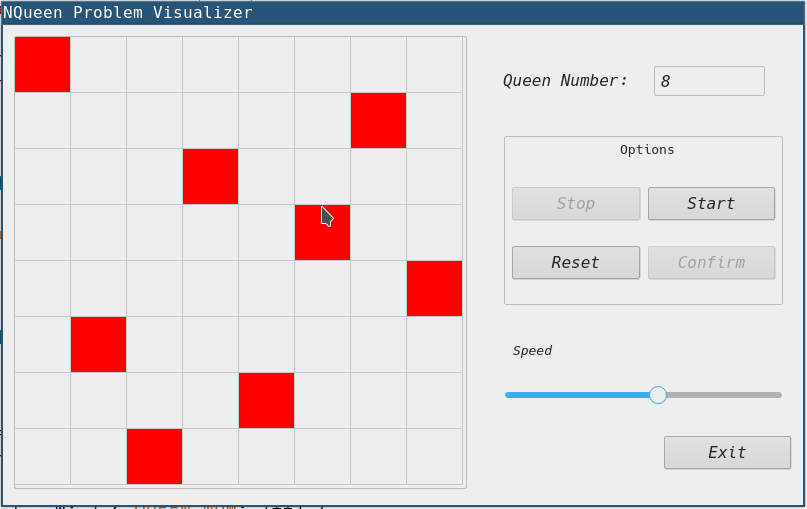 NQueen Problem Visualizer
Queen Number: 8
Options
Stop Start
Reset Confirm
Speed
Exit